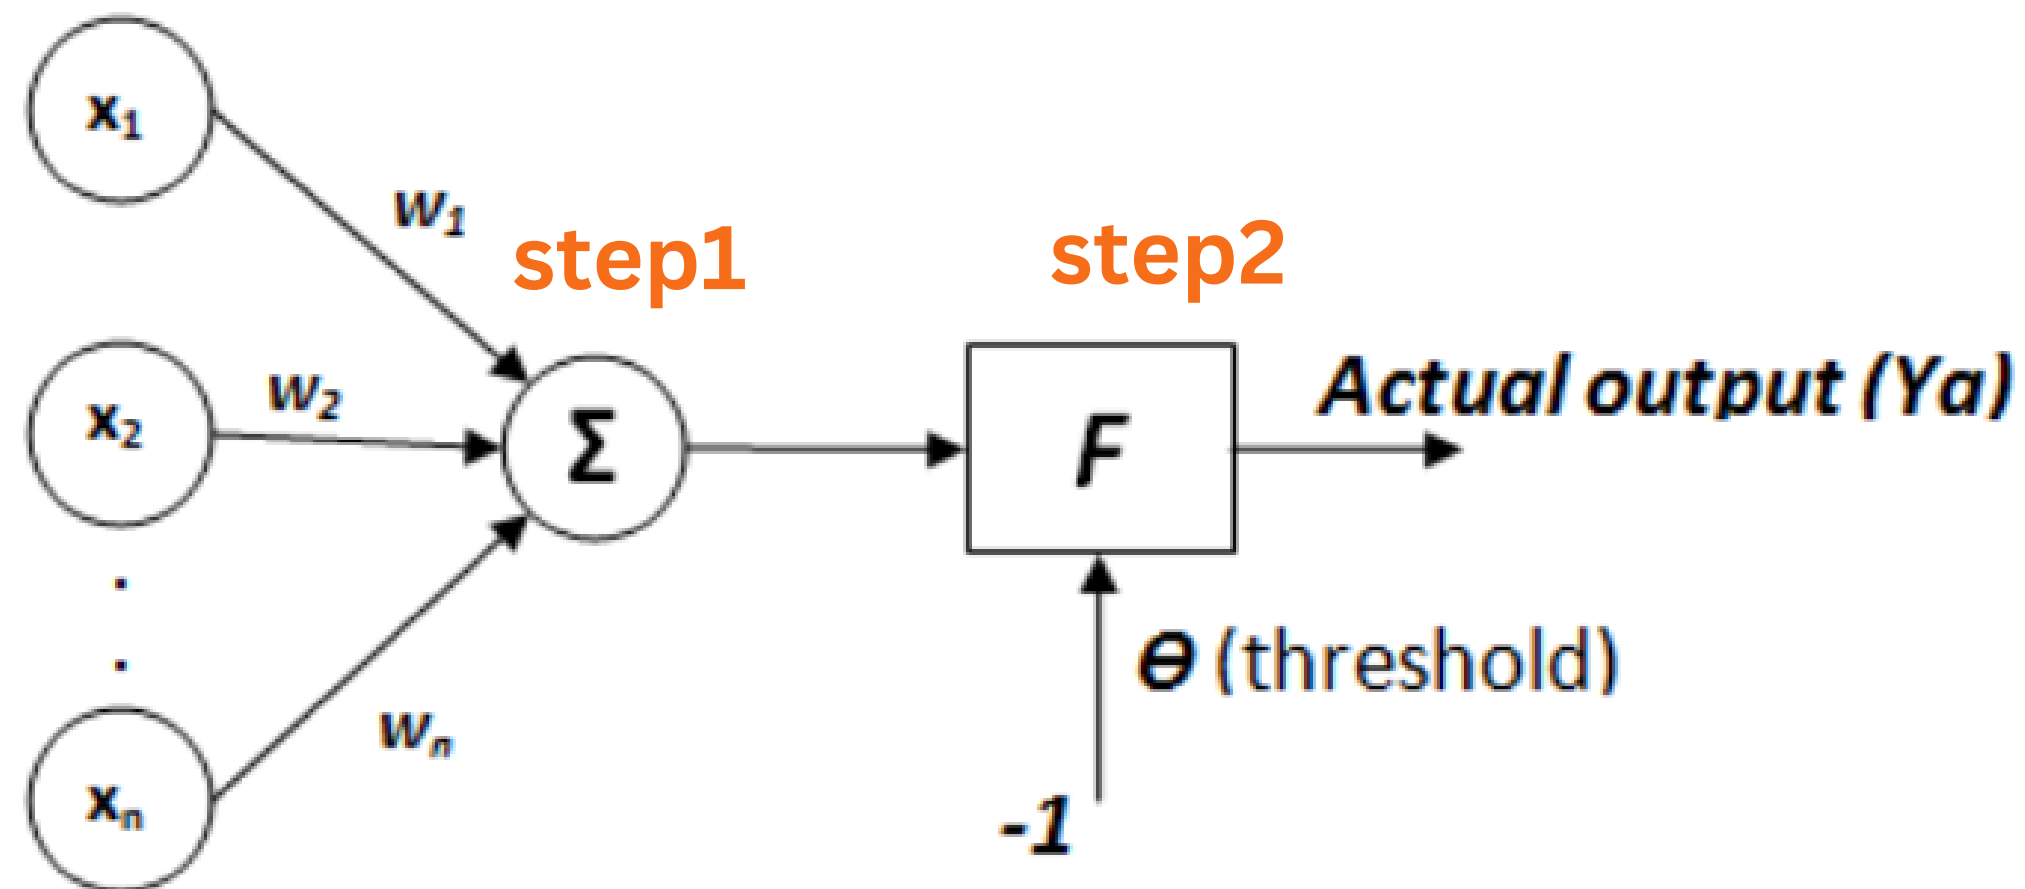 x₁
w₁
step1
step2
x₂
w₂
Σ
F
Actual output (Ya)
.
.
Ɵ (threshold)
xₙ
wₙ
-1